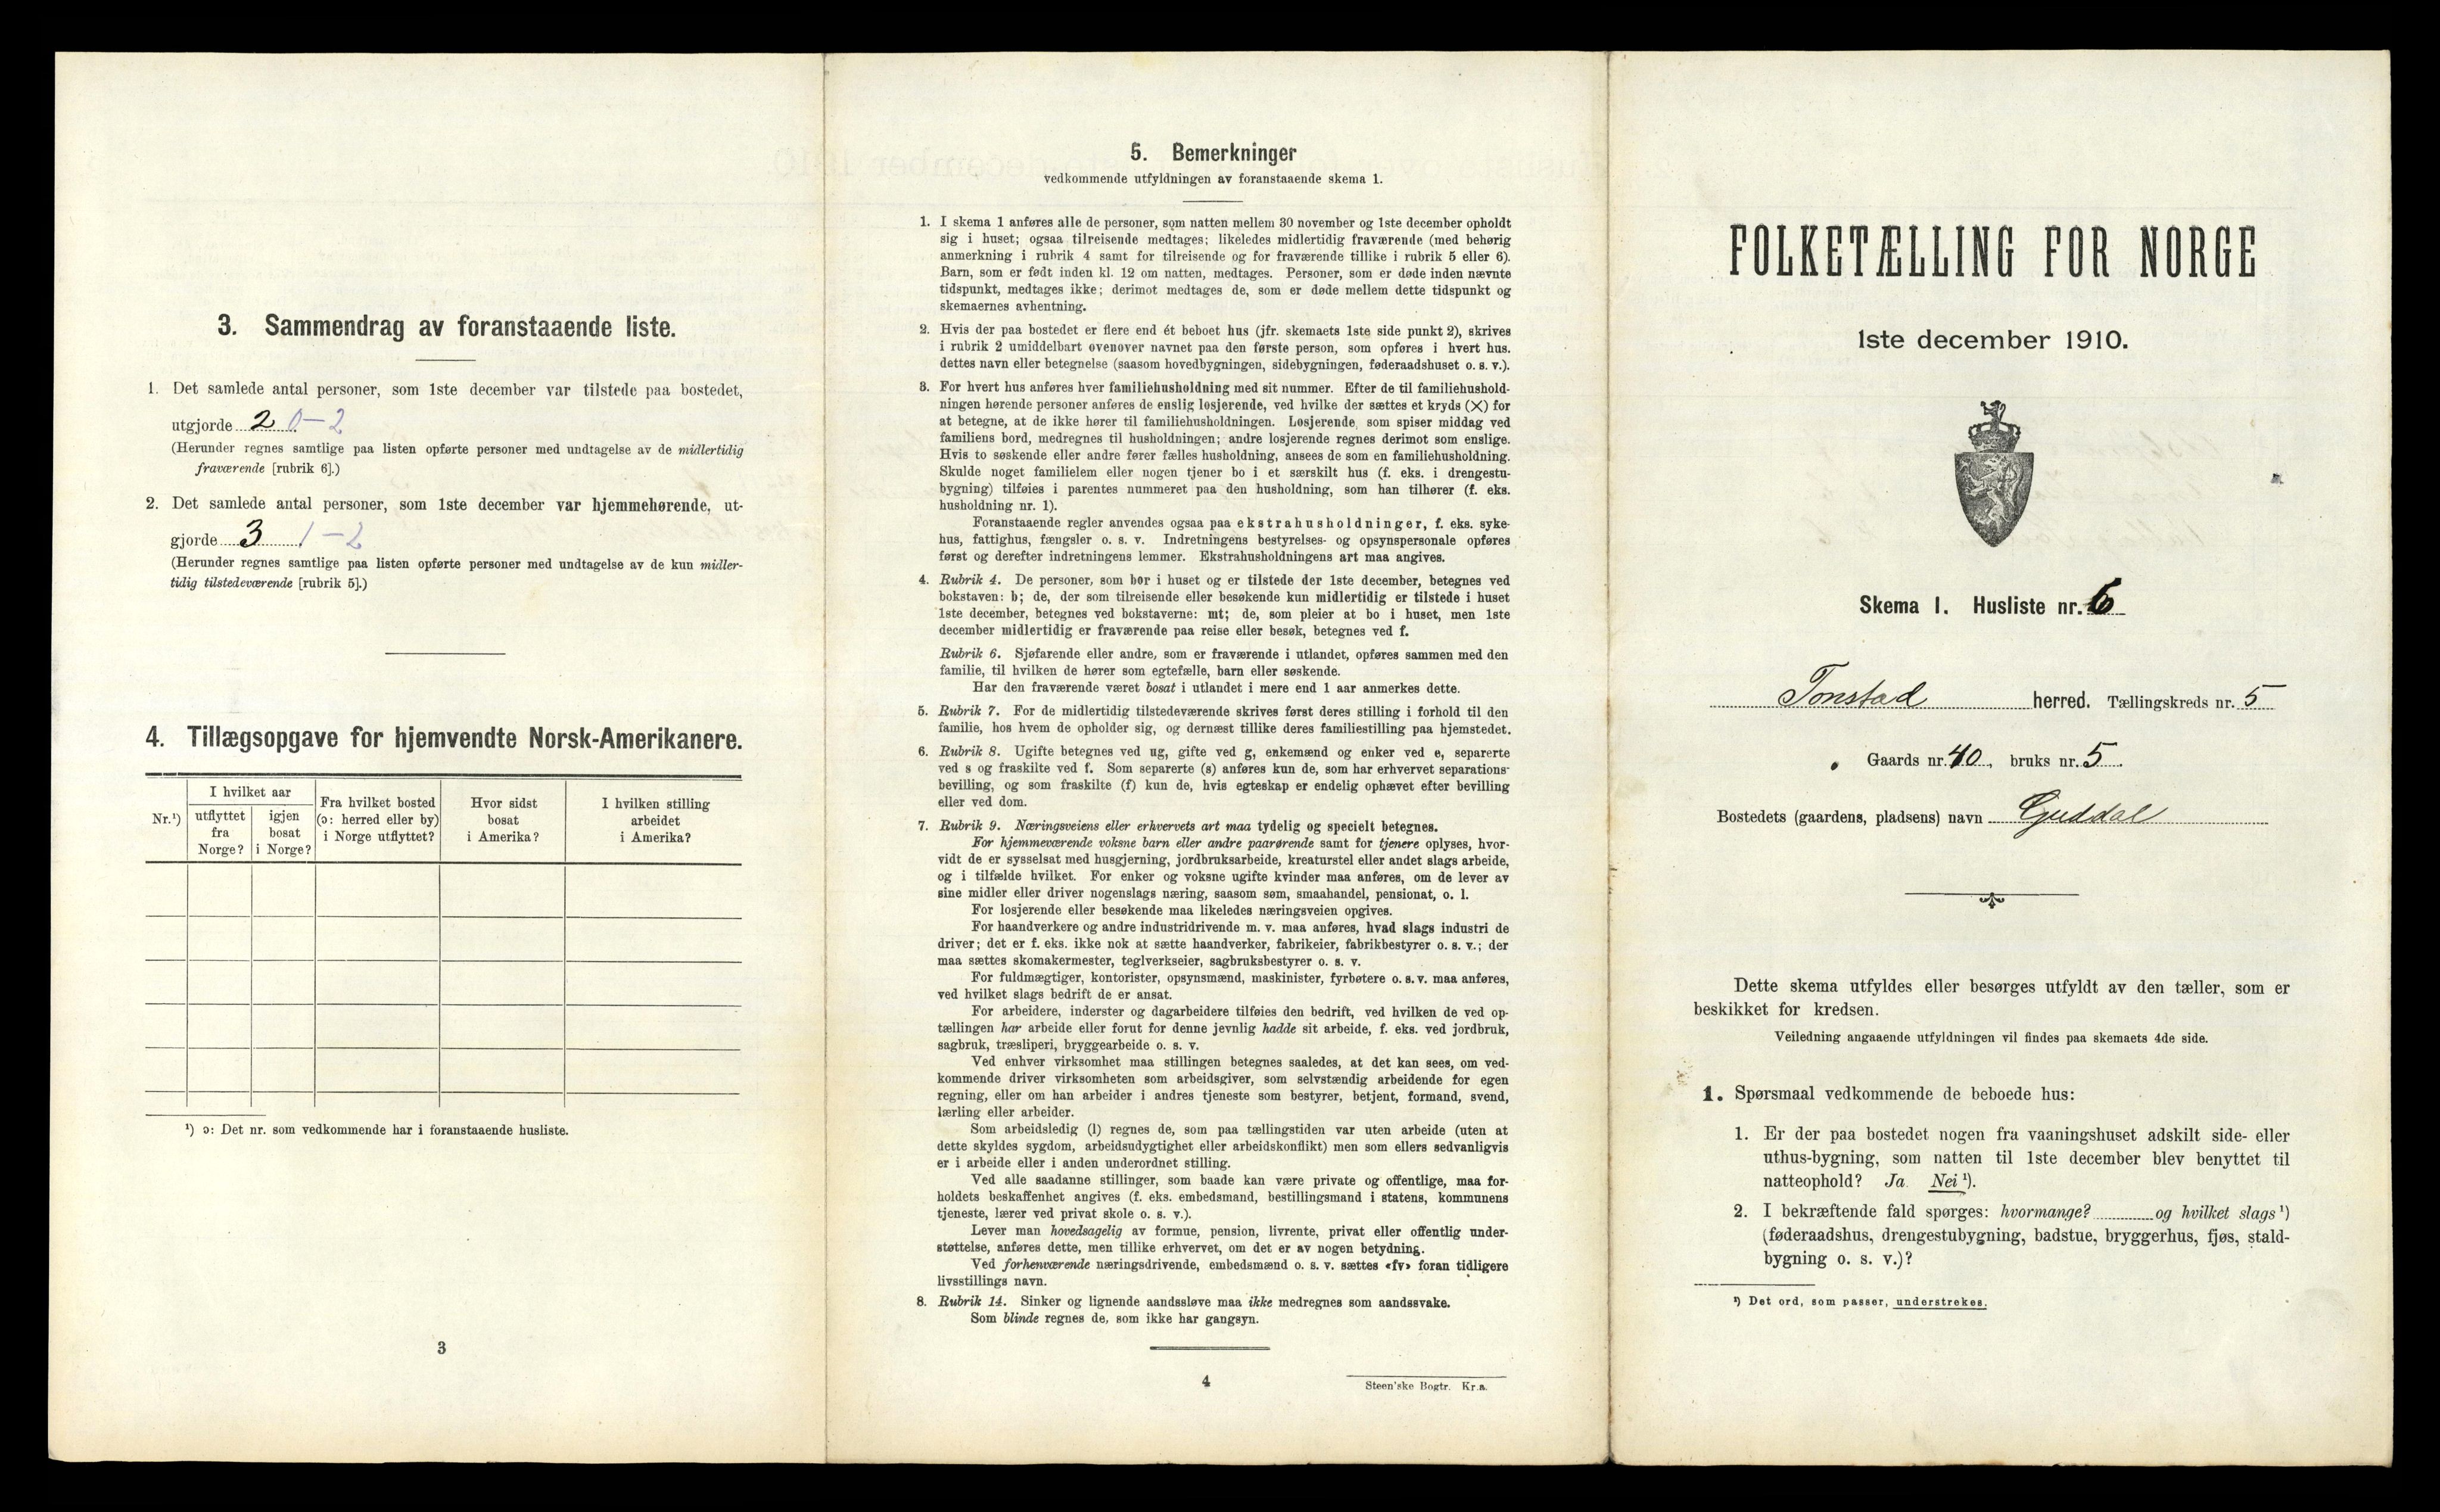 3. Sammendrag av foranstaaende liste.
1. Det samlede antal personer, som 1ste december var tilstede paa bostedet,
utgjorde 2 0-2
(Herunder regnes samtlige paa listen opførte personer med undtagelse av de midlertidig
fraværende [rubrik 6].)
2. Det samlede antal personer, som 1ste december var hjemmehørende, ut-
gjorde 3 1-2
(Herunder regnes samtlige paa listen opførte personer med undtagelse av de kun midler-
tidig tilstedeværende [rubrik 5].)
4. Tillægsopgave for hjemvendte Norsk-Amerikanere.
Nr.¹)
I hvilket aar
utflyttet
fra
Norge?
igjen
bosat
i Norge?
Fra hvilket bosted
(ɔ: herred eller by)
i Norge utflyttet?
Hvor sidst
bosat
i Amerika?
I hvilken stilling
arbeidet
i Amerika?
¹) ɔ: Det nr. som vedkommende har i foranstaaende husliste.
3
5. Bemerkninger
vedkommende utfyldningen av foranstaaende skema 1.
1. I skema 1 anføres alle de personer, som natten mellem 30 november og 1ste december opholdt
sig i huset; ogsaa tilreisende medtages; likeledes midlertidig fraværende (med behørig
anmerkning i rubrik 4 samt for tilreisende og for fraværende tillike i rubrik 5 eller 6).
Barn, som er født inden kl. 12 om natten, medtages. Personer, som er døde inden nævnte
tidspunkt, medtages ikke; derimot medtages de, som er døde mellem dette tidspunkt og
skemaernes avhentning.
2. Hvis der paa bostedet er flere end ét beboet hus (jfr. skemaets 1ste side punkt 2), skrives
i rubrik 2 umiddelbart ovenover navnet paa den første person, som opføres i hvert hus.
dettes navn eller betegnelse (saasom hovedbygningen, sidebygningen, føderaadshuset o. s. v.).
3. For hvert hus anføres hver familiehusholdning med sit nummer. Efter de til familiehushold-
ningen hørende personer anføres de enslig losjerende, ved hvilke der sættes et kryds (×) for
at betegne, at de ikke hører til familiehusholdningen. Losjerende, som spiser middag ved
familiens bord, medregnes til husholdningen; andre losjerende regnes derimot som enslige.
Hvis to søskende eller andre fører fælles husholdning, ansees de som en familiehusholdning.
Skulde noget familielem eller nogen tjener bo i et særskilt hus (f. eks. i drengestu-
bygning) tilføies i parentes nummeret paa den husholdning, som han tilhører (f. eks.
husholdning nr. 1).
Foranstaaende regler anvendes ogsaa paa ekstrahusholdninger, f. eks. syke-
hus, fattighus, fængsler o. s. v. Indretningens bestyrelses- og opsynspersonale opføres
først og derefter indretningens lemmer. Ekstrahusholdningens art maa angives.
4. Rubrik 4. De personer, som bor i huset og er tilstede der 1ste december, betegnes ved
bokstaven: b; de, der som tilreisende eller besøkende kun midlertidig er tilstede i huset
1ste december, betegnes ved bokstaverne: mt; de, som pleier at bo i huset, men 1ste
december midlertidig er fraværende paa reise eller besøk, betegnes ved f.
Rubrik 6. Sjøfarende eller andre, som er fraværende i utlandet, opføres sammen med den
familie, til hvilken de hører som egtefælle, barn eller søskende.
Har den fraværende været bosat i utlandet i mere end 1 aar anmerkes dette.
5. Rubrik 7. For de midlertidig tilstedeværende skrives først deres stilling i forhold til den
familie, hos hvem de opholder sig, og dernæst tillike deres familiestilling paa hjemstedet.
6. Rubrik 8. Ugifte betegnes ved ug, gifte ved g, enkemænd og enker ved e, separerte
ved s og fraskilte ved f. Som separerte (s) anføres kun de, som har erhvervet separations-
bevilling, og som fraskilte (f) kun de, hvis egteskap er endelig ophævet efter bevilling
eller ved dom.
7. Rubrik 9. Næringsveiens eller erhvervets art maa tydelig og specielt betegnes.
For hjemmeværende voksne barn eller andre paarørende samt for tjenere oplyses, hvor-
vidt de er sysselsat med husgjerning, jordbruksarbeide, kreaturstel eller andet slags arbeide,
og i tilfælde hvilket. For enker og voksne ugifte kvinder maa anføres, om de lever av
sine midler eller driver nogenslags næring, saasom søm, smaahandel, pensionat, o. l.
For losjerende eller besøkende maa likeledes næringsveien opgives.
For haandverkere og andre industridrivende m. v. maa anføres, hvad slags industri de
driver; det er f. eks. ikke nok at sætte haandverker, fabrikeier, fabrikbestyrer o. s. v.; der
maa sættes skomakermester, teglverkseier, sagbruksbestyrer o. s. v.
For fuldmægtiger, kontorister, opsynsmænd, maskinister, fyrbøtere o. s. v. maa anføres,
ved hvilket slags bedrift de er ansat.
For arbeidere, inderster og dagarbeidere tilføies den bedrift, ved hvilken de ved op-
tællingen har arbeide eller forut for denne jevnlig hadde sit arbeide, f. eks. ved jordbruk,
sagbruk, træsliperi, bryggearbeide o. s. v.
Ved enhver virksomhet maa stillingen betegnes saaledes, at det kan sees, om ved-
kommende driver virksomheten som arbeidsgiver, som selvstændig arbeidende for egen
regning, eller om han arbeider i andres tjeneste som bestyrer, betjent, formand, svend,
lærling eller arbeider.
Som arbeidsledig (l) regnes de, som paa tællingstiden var uten arbeide (uten at
dette skyldes sygdom, arbeidsudygtighet eller arbeidskonflikt) men som ellers sedvanligvis
er i arbeide eller i anden underordnet stilling.
Ved alle saadanne stillinger, som baade kan være private og offentlige, maa for-
holdets beskaffenhet angives (f. eks. embedsmand, bestillingsmand i statens, kommunens
tjeneste, lærer ved privat skole o. s. v.).
Lever man hovedsagelig av formue, pension, livrente, privat eller offentlig under-
støttelse, anføres dette, men tillike erhvervet, om det er av nogen betydning.
Ved forhenværende næringsdrivende, embedsmænd o. s. v. sættes «fv» foran tidligere
livsstillings navn.
8. Rubrik 14. Sinker og lignende aandssløve maa ikke medregnes som aandssvake.
Som blinde regnes de, som ikke har gangsyn.
4
Steen'ske Bogtr. Kr.a.
FOLKETÆLLING FOR NORGE
1ste december 1910.
Skema I. Husliste nr. 6
Tonstad herred. Tællingskreds nr. 5
Gaards nr. 40, bruks nr. 5.
Bostedets (gaardens, pladsens) navn Guddal
Dette skema utfyldes eller besørges utfyldt av den tæller, som er
beskikket for kredsen.
Veiledning angaaende utfyldningen vil findes paa skemaets 4de side.
1. Spørsmaal vedkommende de beboede hus:
1. Er der paa bostedet nogen fra vaaningshuset adskilt side- eller
uthus-bygning, som natten til 1ste december blev benyttet til
natteophold? Ja. Nei ¹).
2. I bekræftende fald spørges: hvormange? og hvilket slags ¹)
(føderaadshus, drengestubygning, badstue, bryggerhus, fjøs, stald-
bygning o. s. v.)?
¹) Det ord, som passer, understrekes.